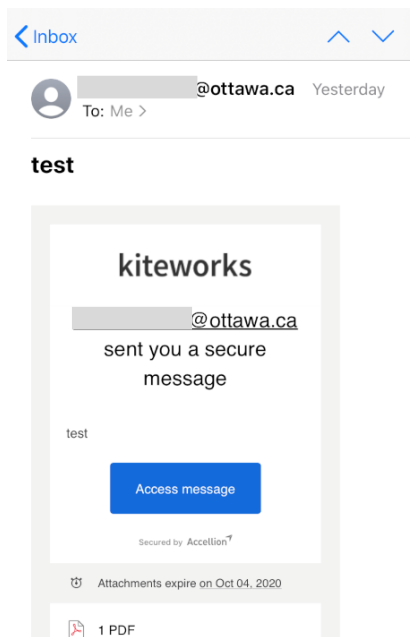 Inbox
@ottawa.ca Yesterday
To: Me >
test
kiteworks
@ottawa.ca
sent you a secure
message
test
Access message
Secured by Accellion
Attachments expire on Oct 04, 2020
1 PDF